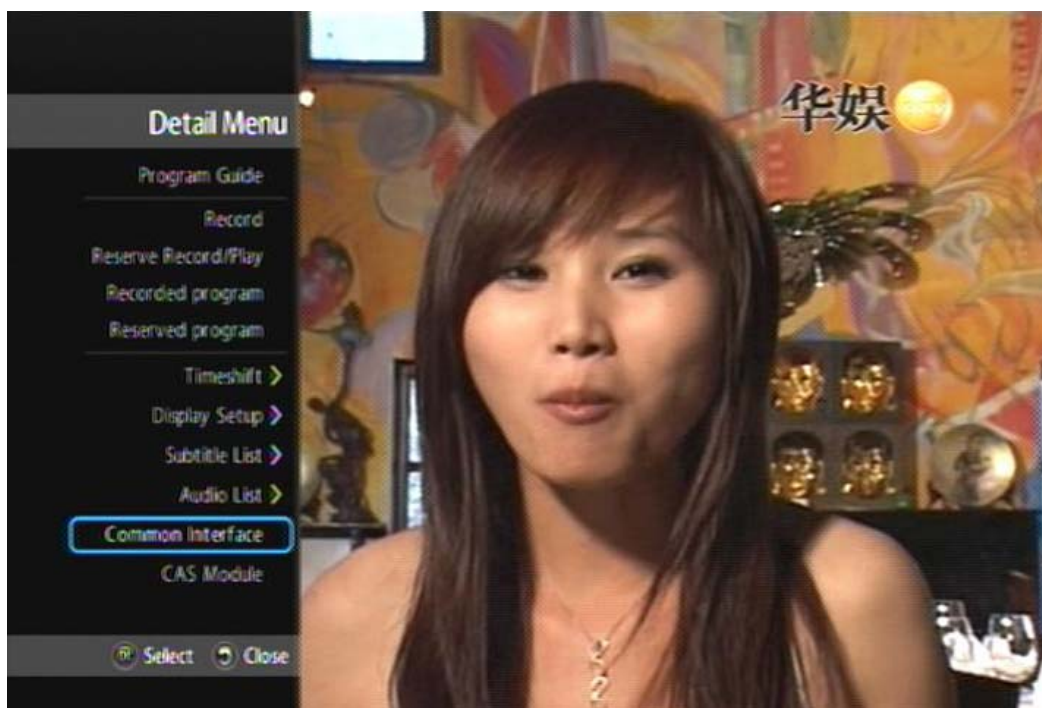 Detail Menu
Program Guide
Record
Reserve Record/Play
Recorded program
Reserved program
Timeshift
Display Setup
Subtitle List
Audio List
Common Interface
CAS Module
Select
Close
华娱